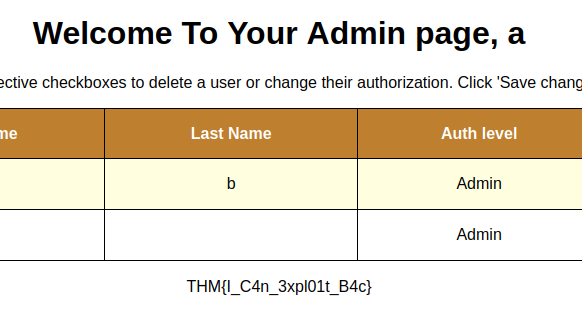 Welcome To Your Admin page, a
ective checkboxes to delete a user or change their authorization. Click 'Save chang
me Last Name Auth level
b Admin
Admin
THM{I_C4n_3xpl01t_B4c}